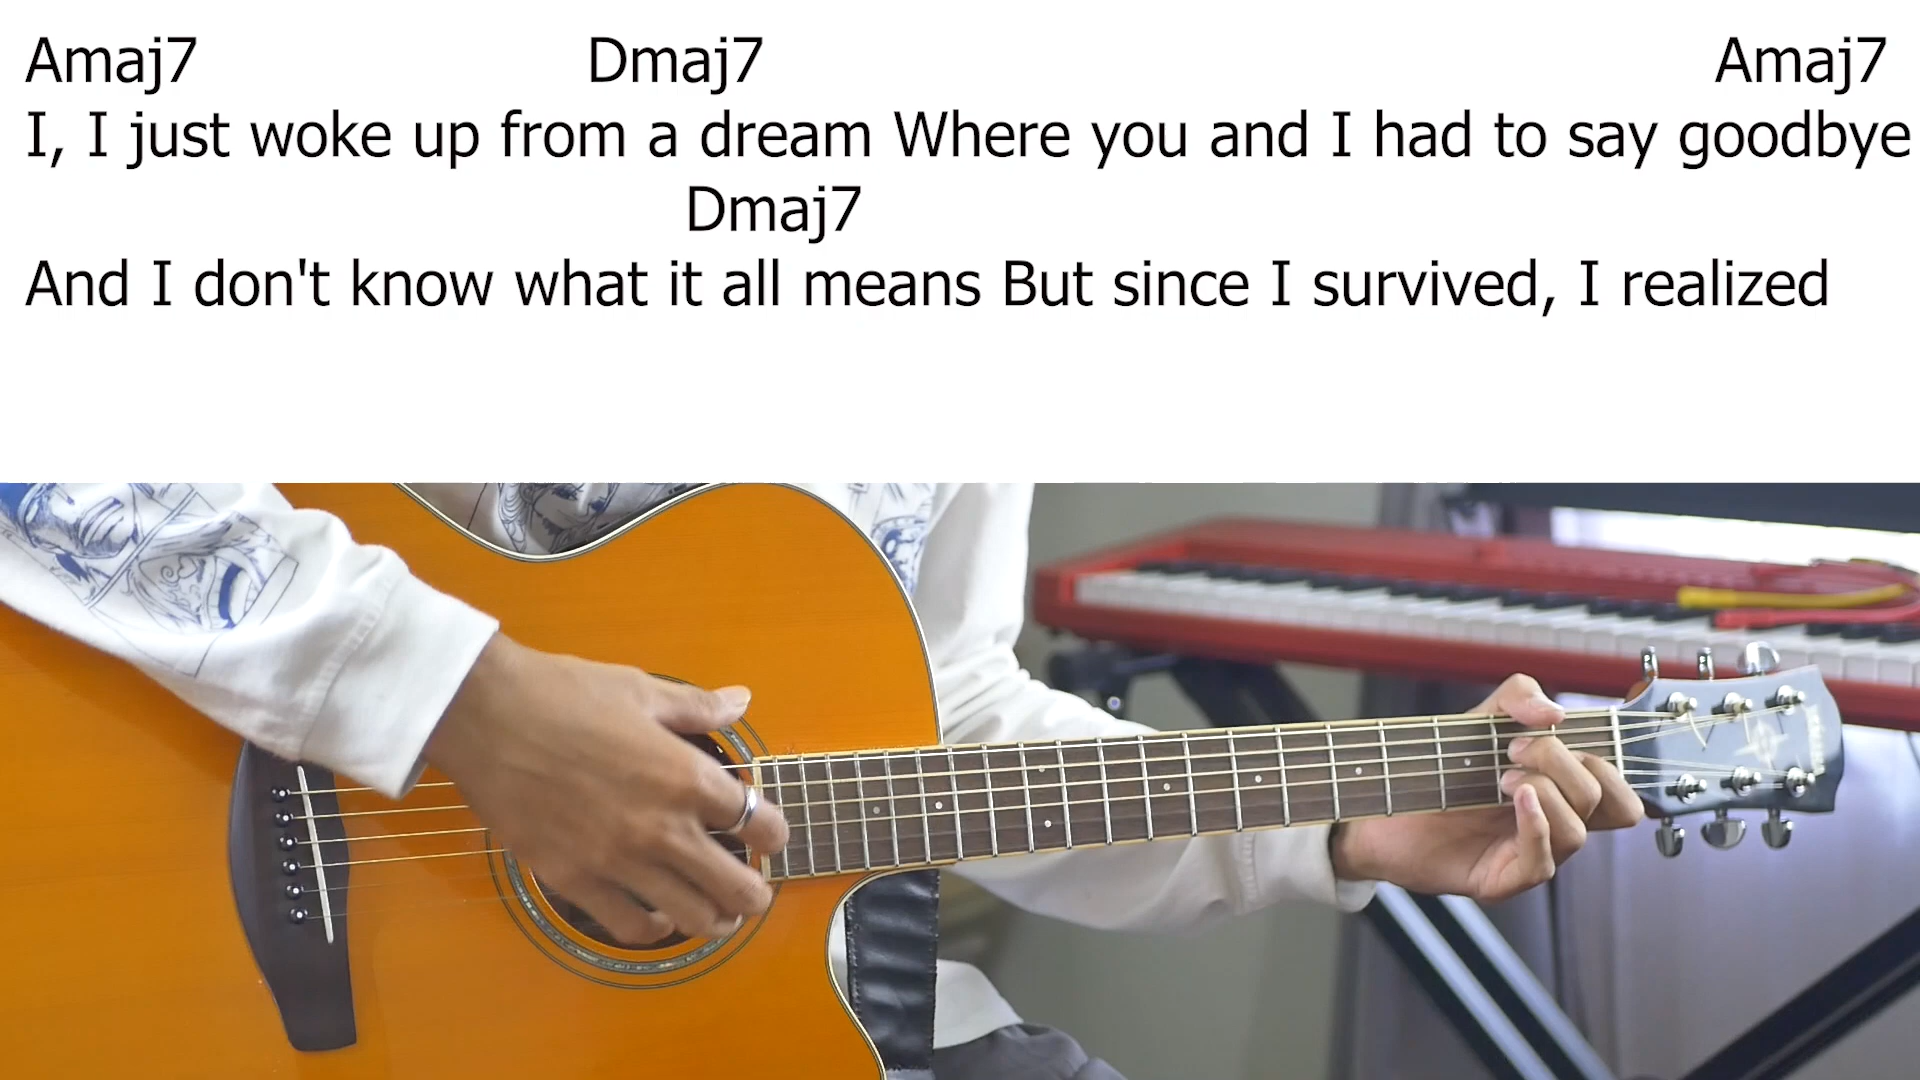 Amaj7 Dmaj7 Amaj7
I, I just woke up from a dream Where you and I had to say goodbye
Dmaj7
And I don't know what it all means But since I survived, I realized